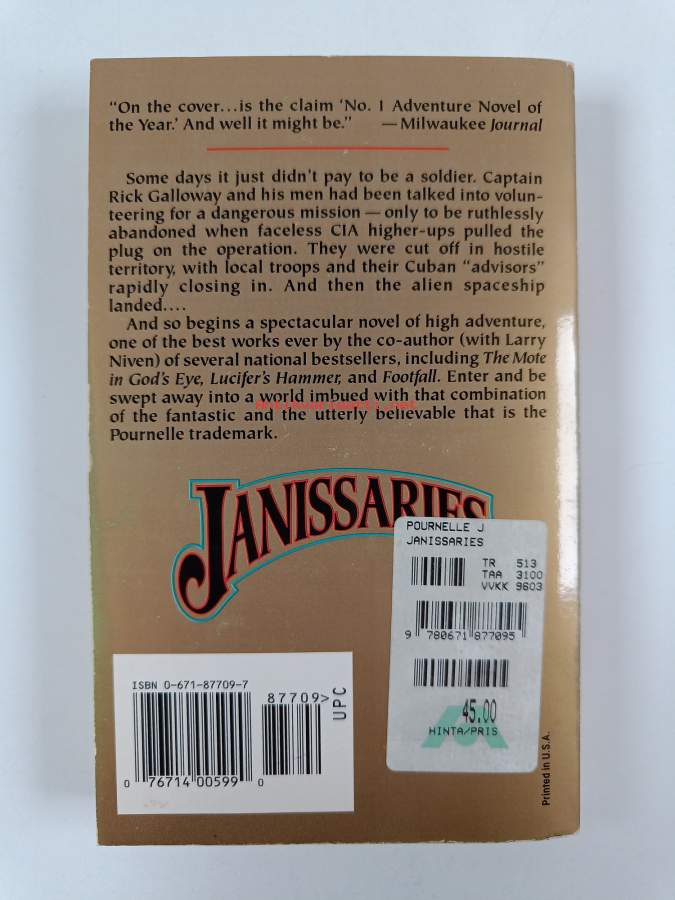 “On the cover...is the claim ‘No. 1 Adventure Novel of
the Year.’ And well it might be.” — Milwaukee Journal
Some days it just didn’t pay to be a soldier. Captain
Rick Galloway and his men had been talked into volun-
teering for a dangerous mission — only to be ruthlessly
abandoned when faceless CIA higher-ups pulled the
plug on the operation. They were cut off in hostile
territory, with local troops and their Cuban “advisors”
rapidly closing in. And then the alien spaceship
landed....
And so begins a spectacular novel of high adventure,
one of the best works ever by the co-author (with Larry
Niven) of several national bestsellers, including The Mote
in God’s Eye, Lucifer’s Hammer, and Footfall. Enter and be
swept away into a world imbued with that combination
of the fantastic and the utterly believable that is the
Pournelle trademark.
JANISSARIES
POURNELLE J
JANISSARIES
TR 513
TAA 3100
VVKK 9603
9 780671 877095
45.00
HINTA/PRIS
ISBN 0-671-87709-7
87709>
UPC
0 76714 00599 0
Printed in U.S.A.